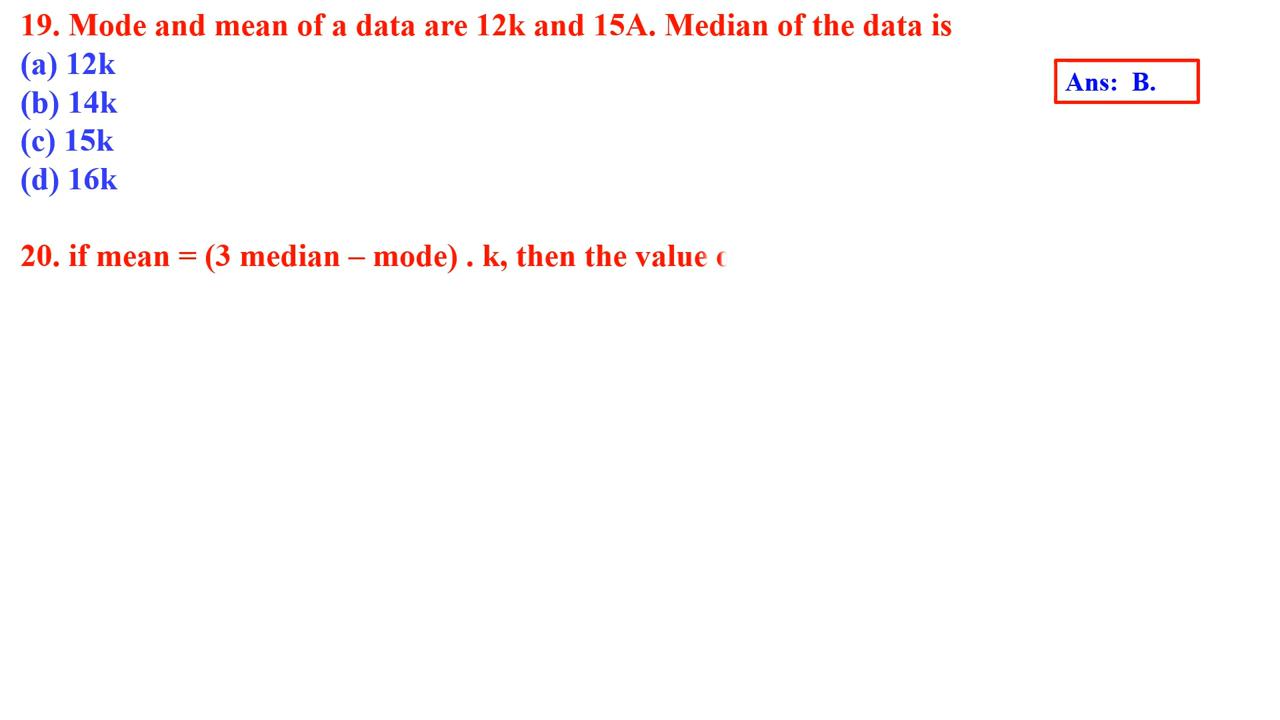 19. Mode and mean of a data are 12k and 15A. Median of the data is
(a) 12k
(b) 14k
(c) 15k
(d) 16k
Ans: B.
20. if mean = (3 median – mode) . k, then the value